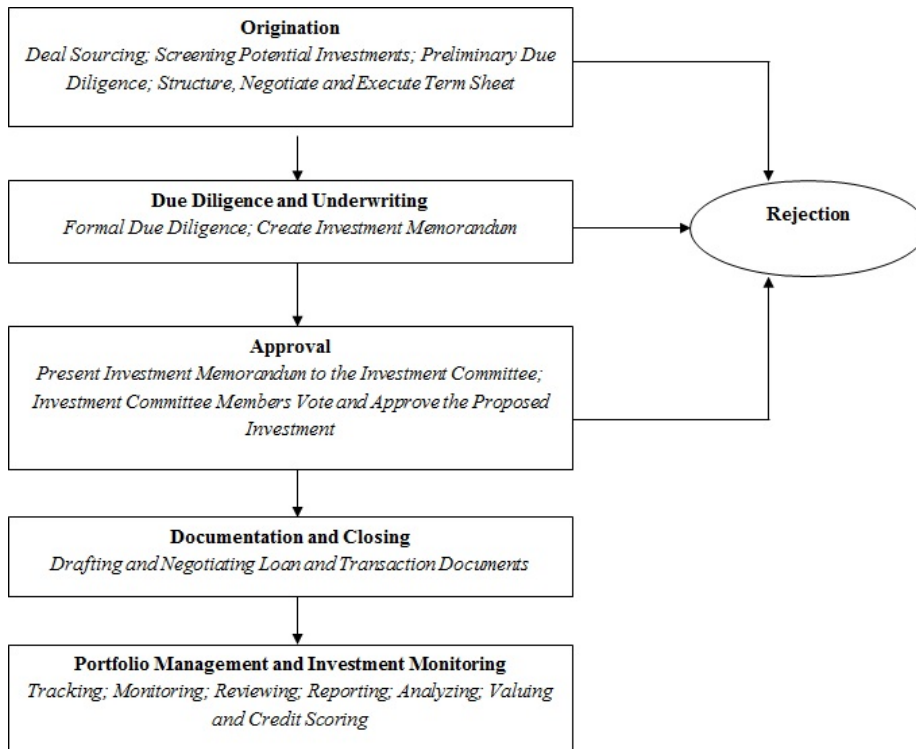 Origination
Deal Sourcing; Screening Potential Investments; Preliminary Due
Diligence; Structure, Negotiate and Execute Term Sheet
Due Diligence and Underwriting
Formal Due Diligence; Create Investment Memorandum
Rejection
Approval
Present Investment Memorandum to the Investment Committee;
Investment Committee Members Vote and Approve the Proposed
Investment
Documentation and Closing
Drafting and Negotiating Loan and Transaction Documents
Portfolio Management and Investment Monitoring
Tracking; Monitoring; Reviewing; Reporting; Analyzing; Valuing
and Credit Scoring